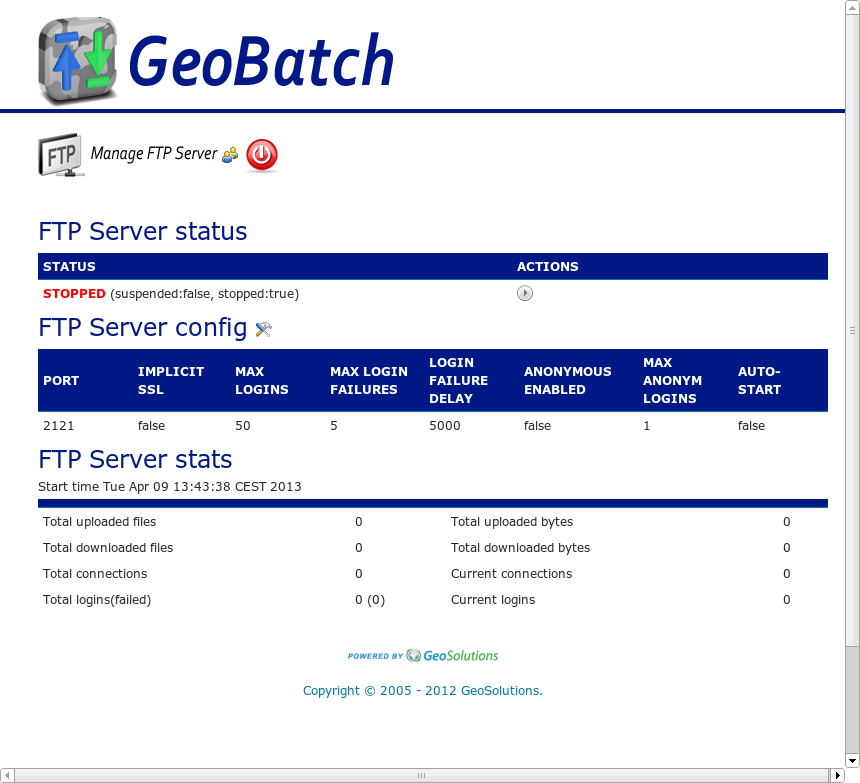 GeoBatch
FTP Manage FTP Server
FTP Server status
STATUS ACTIONS
STOPPED (suspended:false, stopped:true)
FTP Server config
PORT IMPLICIT SSL MAX LOGINS MAX LOGIN FAILURES LOGIN FAILURE DELAY ANONYMOUS ENABLED MAX ANONYM LOGINS AUTO-START
2121 false 50 5 5000 false 1 false
FTP Server stats
Start time Tue Apr 09 13:43:38 CEST 2013
Total uploaded files 0 Total uploaded bytes 0
Total downloaded files 0 Total downloaded bytes 0
Total connections 0 Current connections 0
Total logins(failed) 0 (0) Current logins 0
POWERED BY GeoSolutions
Copyright © 2005 - 2012 GeoSolutions.